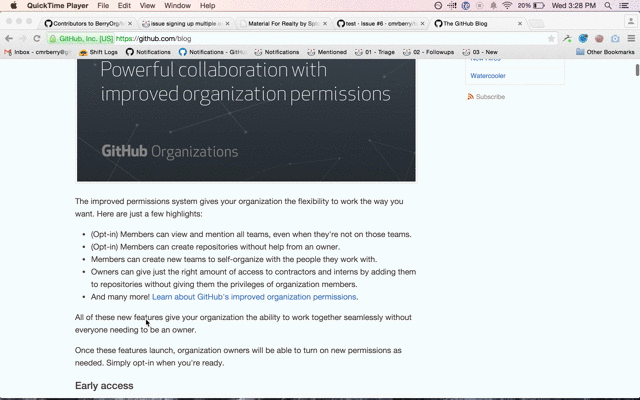 QuickTime Player File Edit View Window Help 20% Wed 3:28 PM
Contributors to BerryOrg/ issue signing up multiple Material For Realty by Spic test · Issue #6 · cmrberry/ The GitHub Blog
GitHub, Inc. [US] https://github.com/blog
Inbox - cmrberry@g Shift Logs Notifications Notifications · GitH Notifications Mentioned 01 - Triage 02 - Followups 03 - New Other Bookmarks
Powerful collaboration with
improved organization permissions
GitHub Organizations
Watercooler
Subscribe
The improved permissions system gives your organization the flexibility to work the way you
want. Here are just a few highlights:
• (Opt-in) Members can view and mention all teams, even when they're not on those teams.
• (Opt-in) Members can create repositories without help from an owner.
• Members can create new teams to self-organize with the people they work with.
• Owners can give just the right amount of access to contractors and interns by adding them
to repositories without giving them the privileges of organization members.
• And many more! Learn about GitHub's improved organization permissions.
All of these new features give your organization the ability to work together seamlessly without
everyone needing to be an owner.
Once these features launch, organization owners will be able to turn on new permissions as
needed. Simply opt-in when you're ready.
Early access